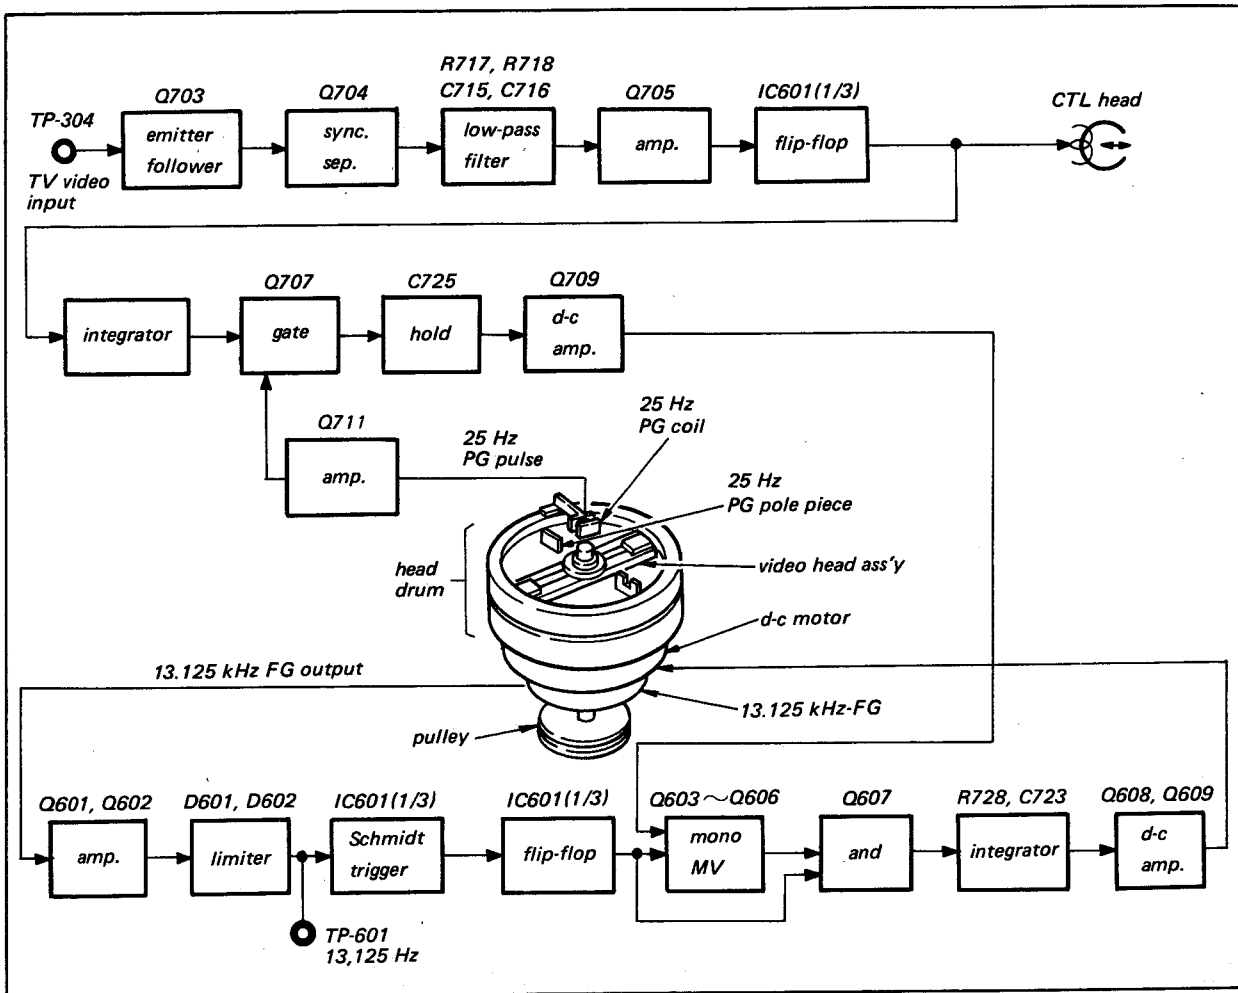 R717, R718
C715, C716
Q703
Q704
Q705
IC601(1/3)
CTL head
TP-304
emitter
follower
sync.
sep.
low-pass
filter
amp.
flip-flop
TV video
input
Q707
C725
Q709
integrator
gate
hold
d-c
amp.
Q711
amp.
25 Hz
PG pulse
25 Hz
PG coil
25 Hz
PG pole piece
head
drum
video head ass'y
d-c motor
13.125 kHz FG output
13.125 kHz-FG
pulley
Q601, Q602
D601, D602
IC601(1/3)
IC601(1/3)
Q603～Q606
Q607
R728, C723
Q608, Q609
amp.
limiter
Schmidt
trigger
flip-flop
mono
MV
and
integrator
d-c
amp.
TP-601
13,125 Hz